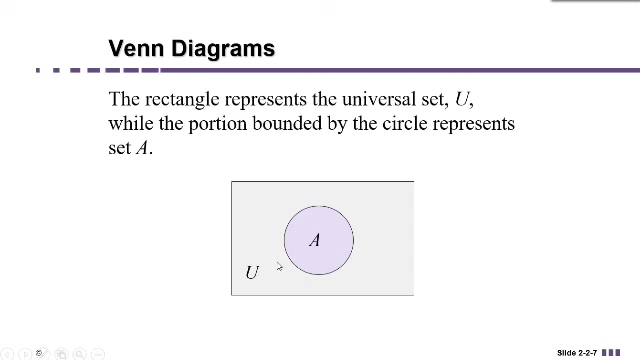 Venn Diagrams
The rectangle represents the universal set, U,
while the portion bounded by the circle represents
set A.
A
U
©
Slide 2-2-7